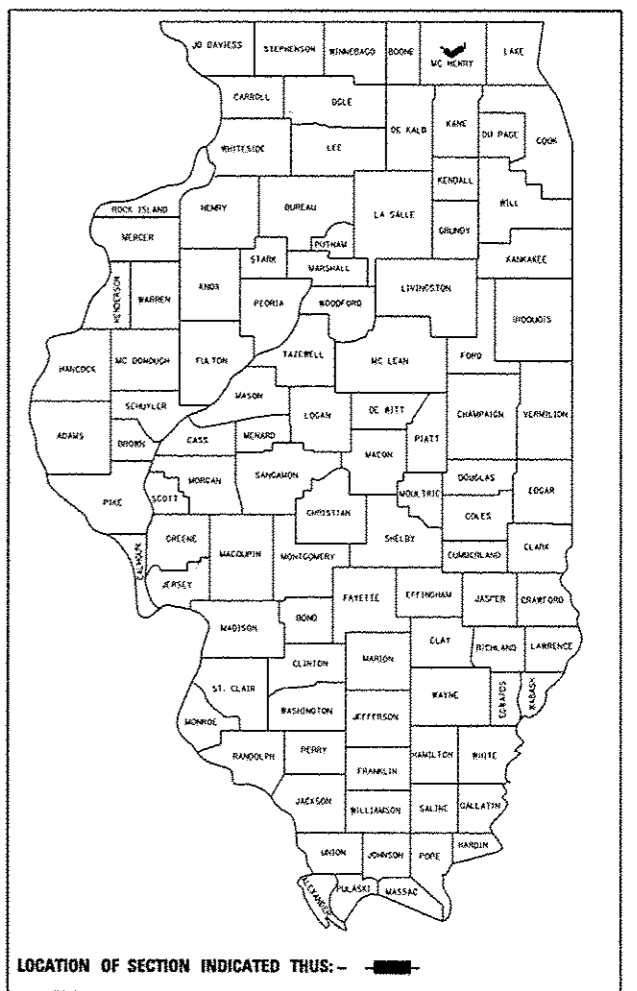 JO DAVIESS STEPHENSON WINNEBAGO BOONE MC HENRY LAKE
CARROLL OGLE DE KALB KANE DU PAGE COOK
WHITESIDE LEE KENDALL WILL
ROCK ISLAND HENRY BUREAU LA SALLE GRUNDY
MERCER PUTNAM KANKAKEE
HENDERSON WARREN KNOX STARK MARSHALL LIVINGSTON
PEORIA WOODFORD IROQUOIS
HANCOCK MC DONOUGH FULTON TAZEWELL MC LEAN FORD
SCHUYLER MASON LOGAN DE WITT CHAMPAIGN VERMILION
ADAMS BROWN CASS MENARD MACON PIATT
PIKE SCOTT MORGAN SANGAMON MOULTRIE DOUGLAS EDGAR
CHRISTIAN COLES
CALHOUN GREENE MACOUPIN MONTGOMERY SHELBY CUMBERLAND CLARK
JERSEY FAYETTE EFFINGHAM JASPER CRAWFORD
MADISON BOND CLAY RICHLAND LAWRENCE
CLINTON MARION
ST. CLAIR WAYNE EDWARDS WABASH
MONROE WASHINGTON JEFFERSON
RANDOLPH PERRY HAMILTON WHITE
FRANKLIN
JACKSON WILLIAMSON SALINE GALLATIN
UNION JOHNSON POPE HARDIN
ALEXANDER PULASKI MASSAC
LOCATION OF SECTION INDICATED THUS: -